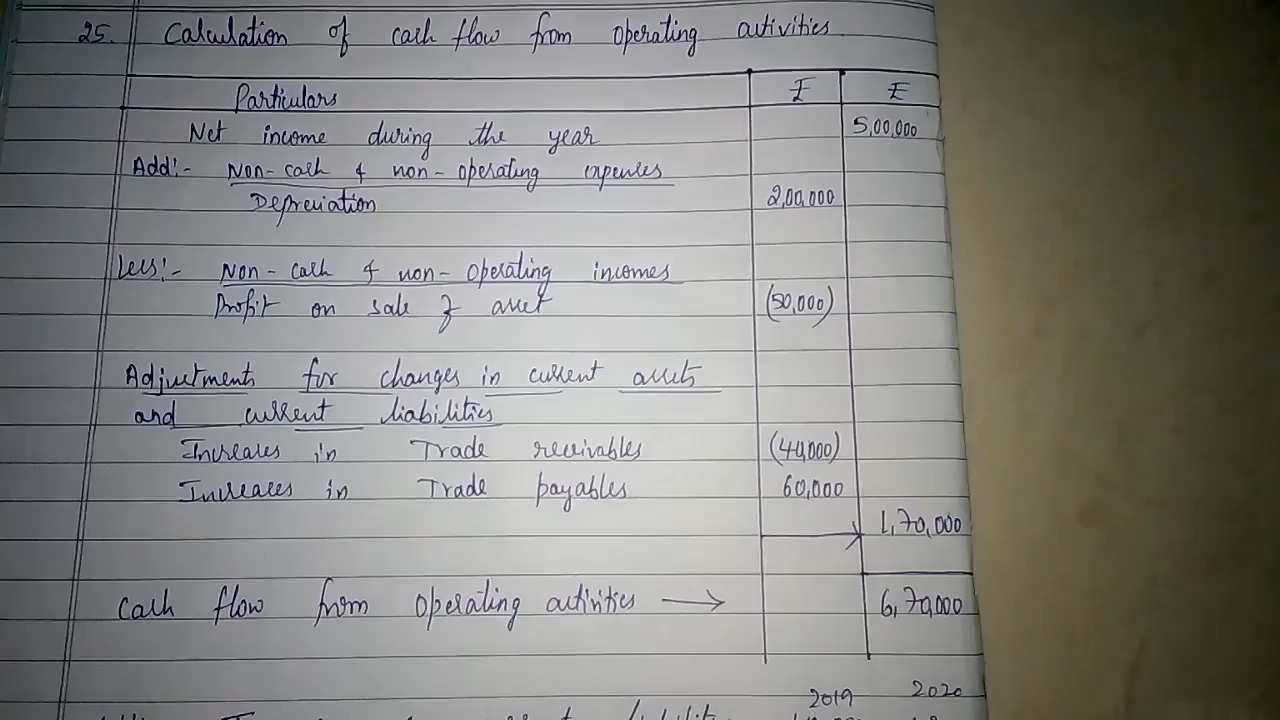 25. Calculation of cash flow from operating activities
Particulars ₹ ₹
Net income during the year 5,00,000
Add:- Non-cash & non-operating expenses
Depreciation 2,00,000
Less:- Non-cash & non-operating incomes
Profit on sale of asset (50,000)
Adjustments for changes in current assets
and current liabilities
Increases in Trade receivables (40,000)
Increases in Trade payables 60,000
1,70,000
Cash flow from operating activities → 6,70,000
2019 2020